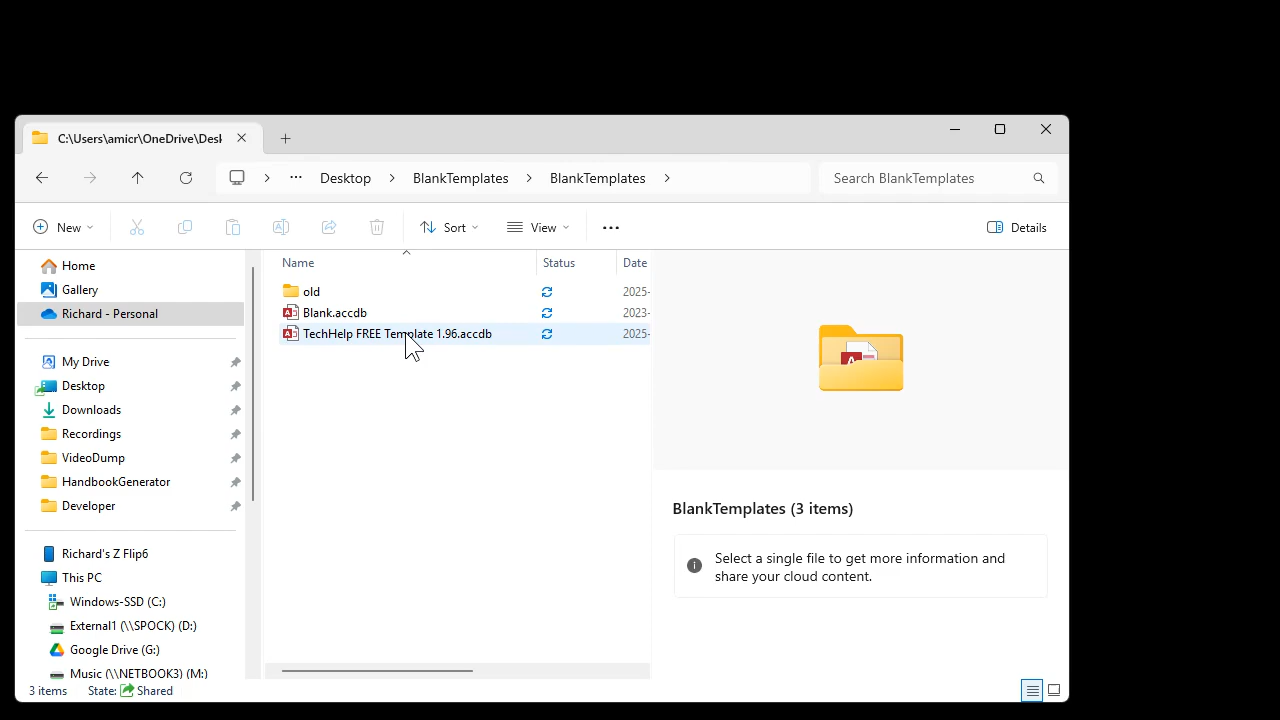 C:\Users\amicr\OneDrive\Desk
Desktop
BlankTemplates
BlankTemplates
Search BlankTemplates
New
Sort
View
Details
Home
Gallery
Richard - Personal
My Drive
Desktop
Downloads
Recordings
VideoDump
HandbookGenerator
Developer
Richard's Z Flip6
This PC
Windows-SSD (C:)
External1 (\\SPOCK) (D:)
Google Drive (G:)
Music (\\NETBOOK3) (M:)
Name Status Date
old 2025-
Blank.accdb 2023-
TechHelp FREE Template 1.96.accdb 2025-
BlankTemplates (3 items)
Select a single file to get more information and
share your cloud content.
3 items State: Shared